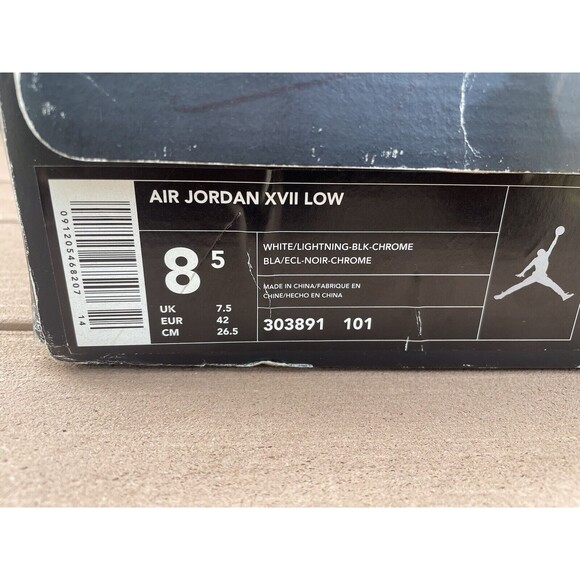 AIR JORDAN XVII LOW
091205468207
14
8 5
UK 7.5
EUR 42
CM 26.5
WHITE/LIGHTNING-BLK-CHROME
BLA/ECL-NOIR-CHROME
MADE IN CHINA/FABRIQUE EN
CHINE/HECHO EN CHINA
303891 101